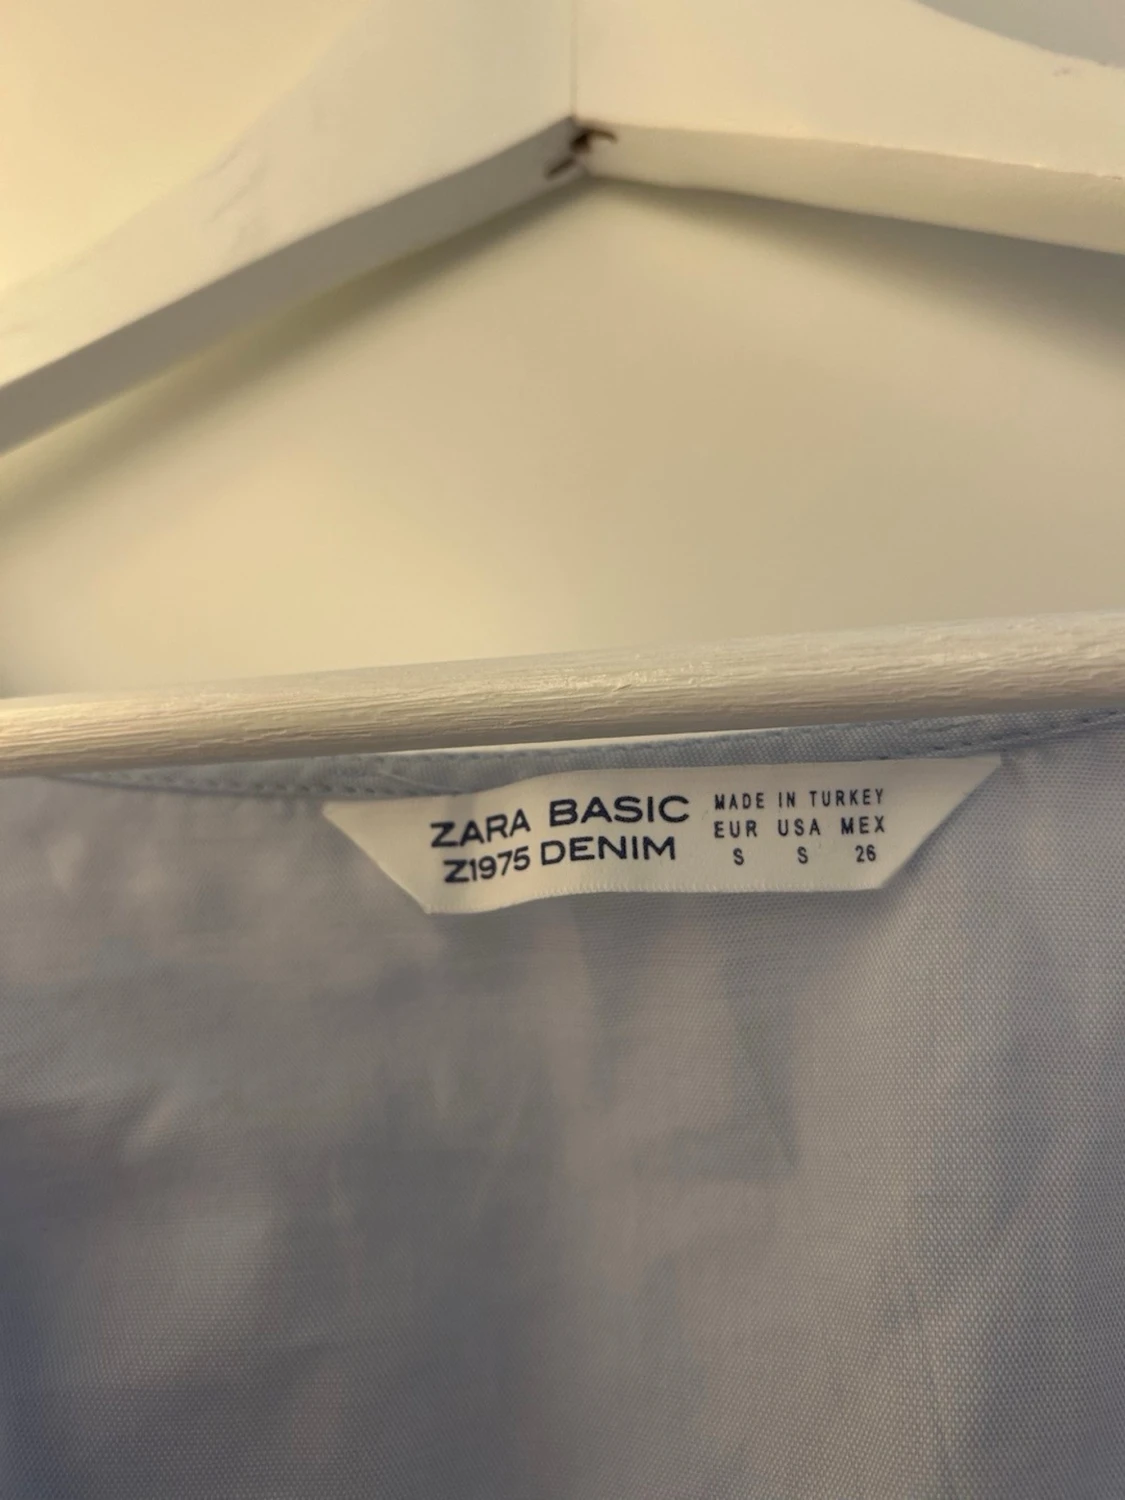 ZARA BASIC
Z1975 DENIM
MADE IN TURKEY
EUR USA MEX
S S 26